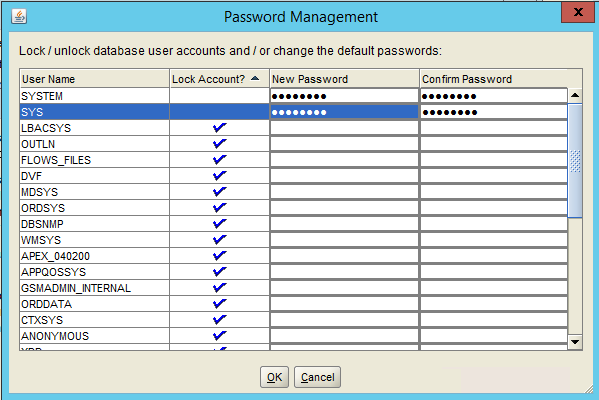 Password Management
x
Lock / unlock database user accounts and / or change the default passwords:
User Name Lock Account? New Password Confirm Password
SYSTEM ●●●●●●●● ●●●●●●●●
SYS ●●●●●●●● ●●●●●●●●
LBACSYS
OUTLN
FLOWS_FILES
DVF
MDSYS
ORDSYS
DBSNMP
WMSYS
APEX_040200
APPQOSSYS
GSMADMIN_INTERNAL
ORDDATA
CTXSYS
ANONYMOUS
OK Cancel